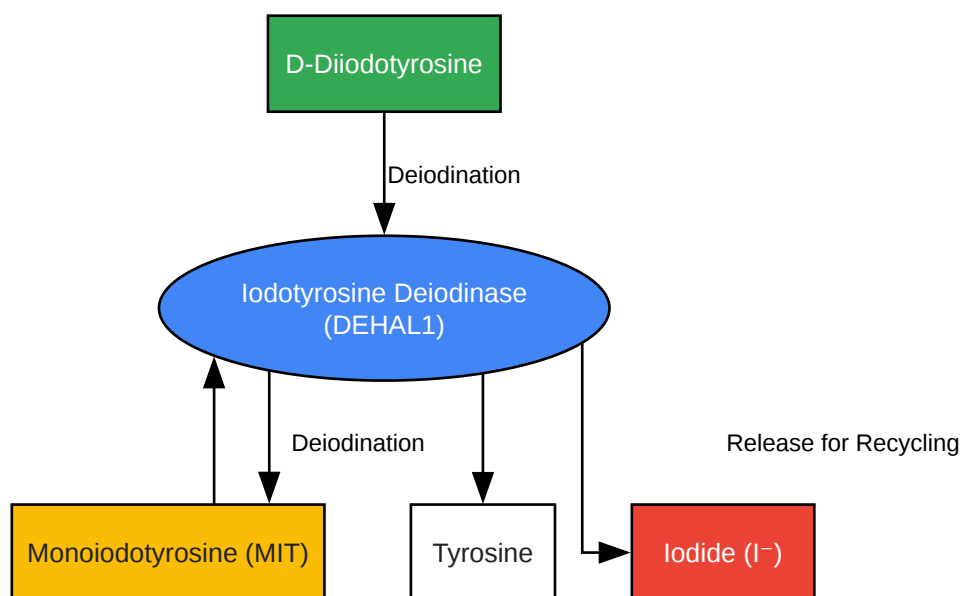 D-Diiodotyrosine
Deiodination
Iodotyrosine Deiodinase
(DEHAL1)
Deiodination
Release for Recycling
Monoiodotyrosine (MIT)
Tyrosine
Iodide (I⁻)